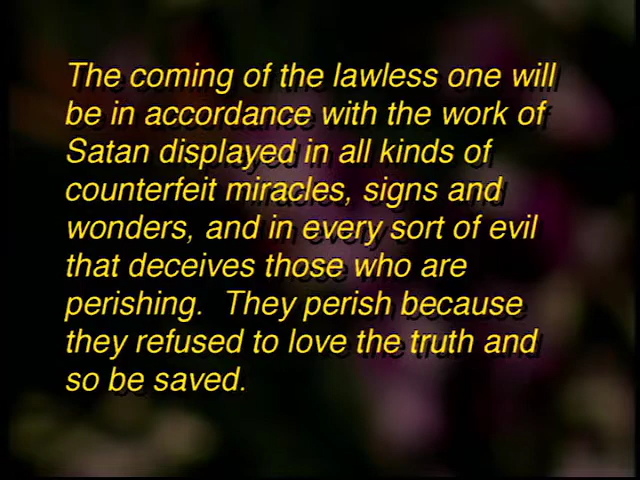 The coming of the lawless one will
be in accordance with the work of
Satan displayed in all kinds of
counterfeit miracles, signs and
wonders, and in every sort of evil
that deceives those who are
perishing.  They perish because
they refused to love the truth and
so be saved.